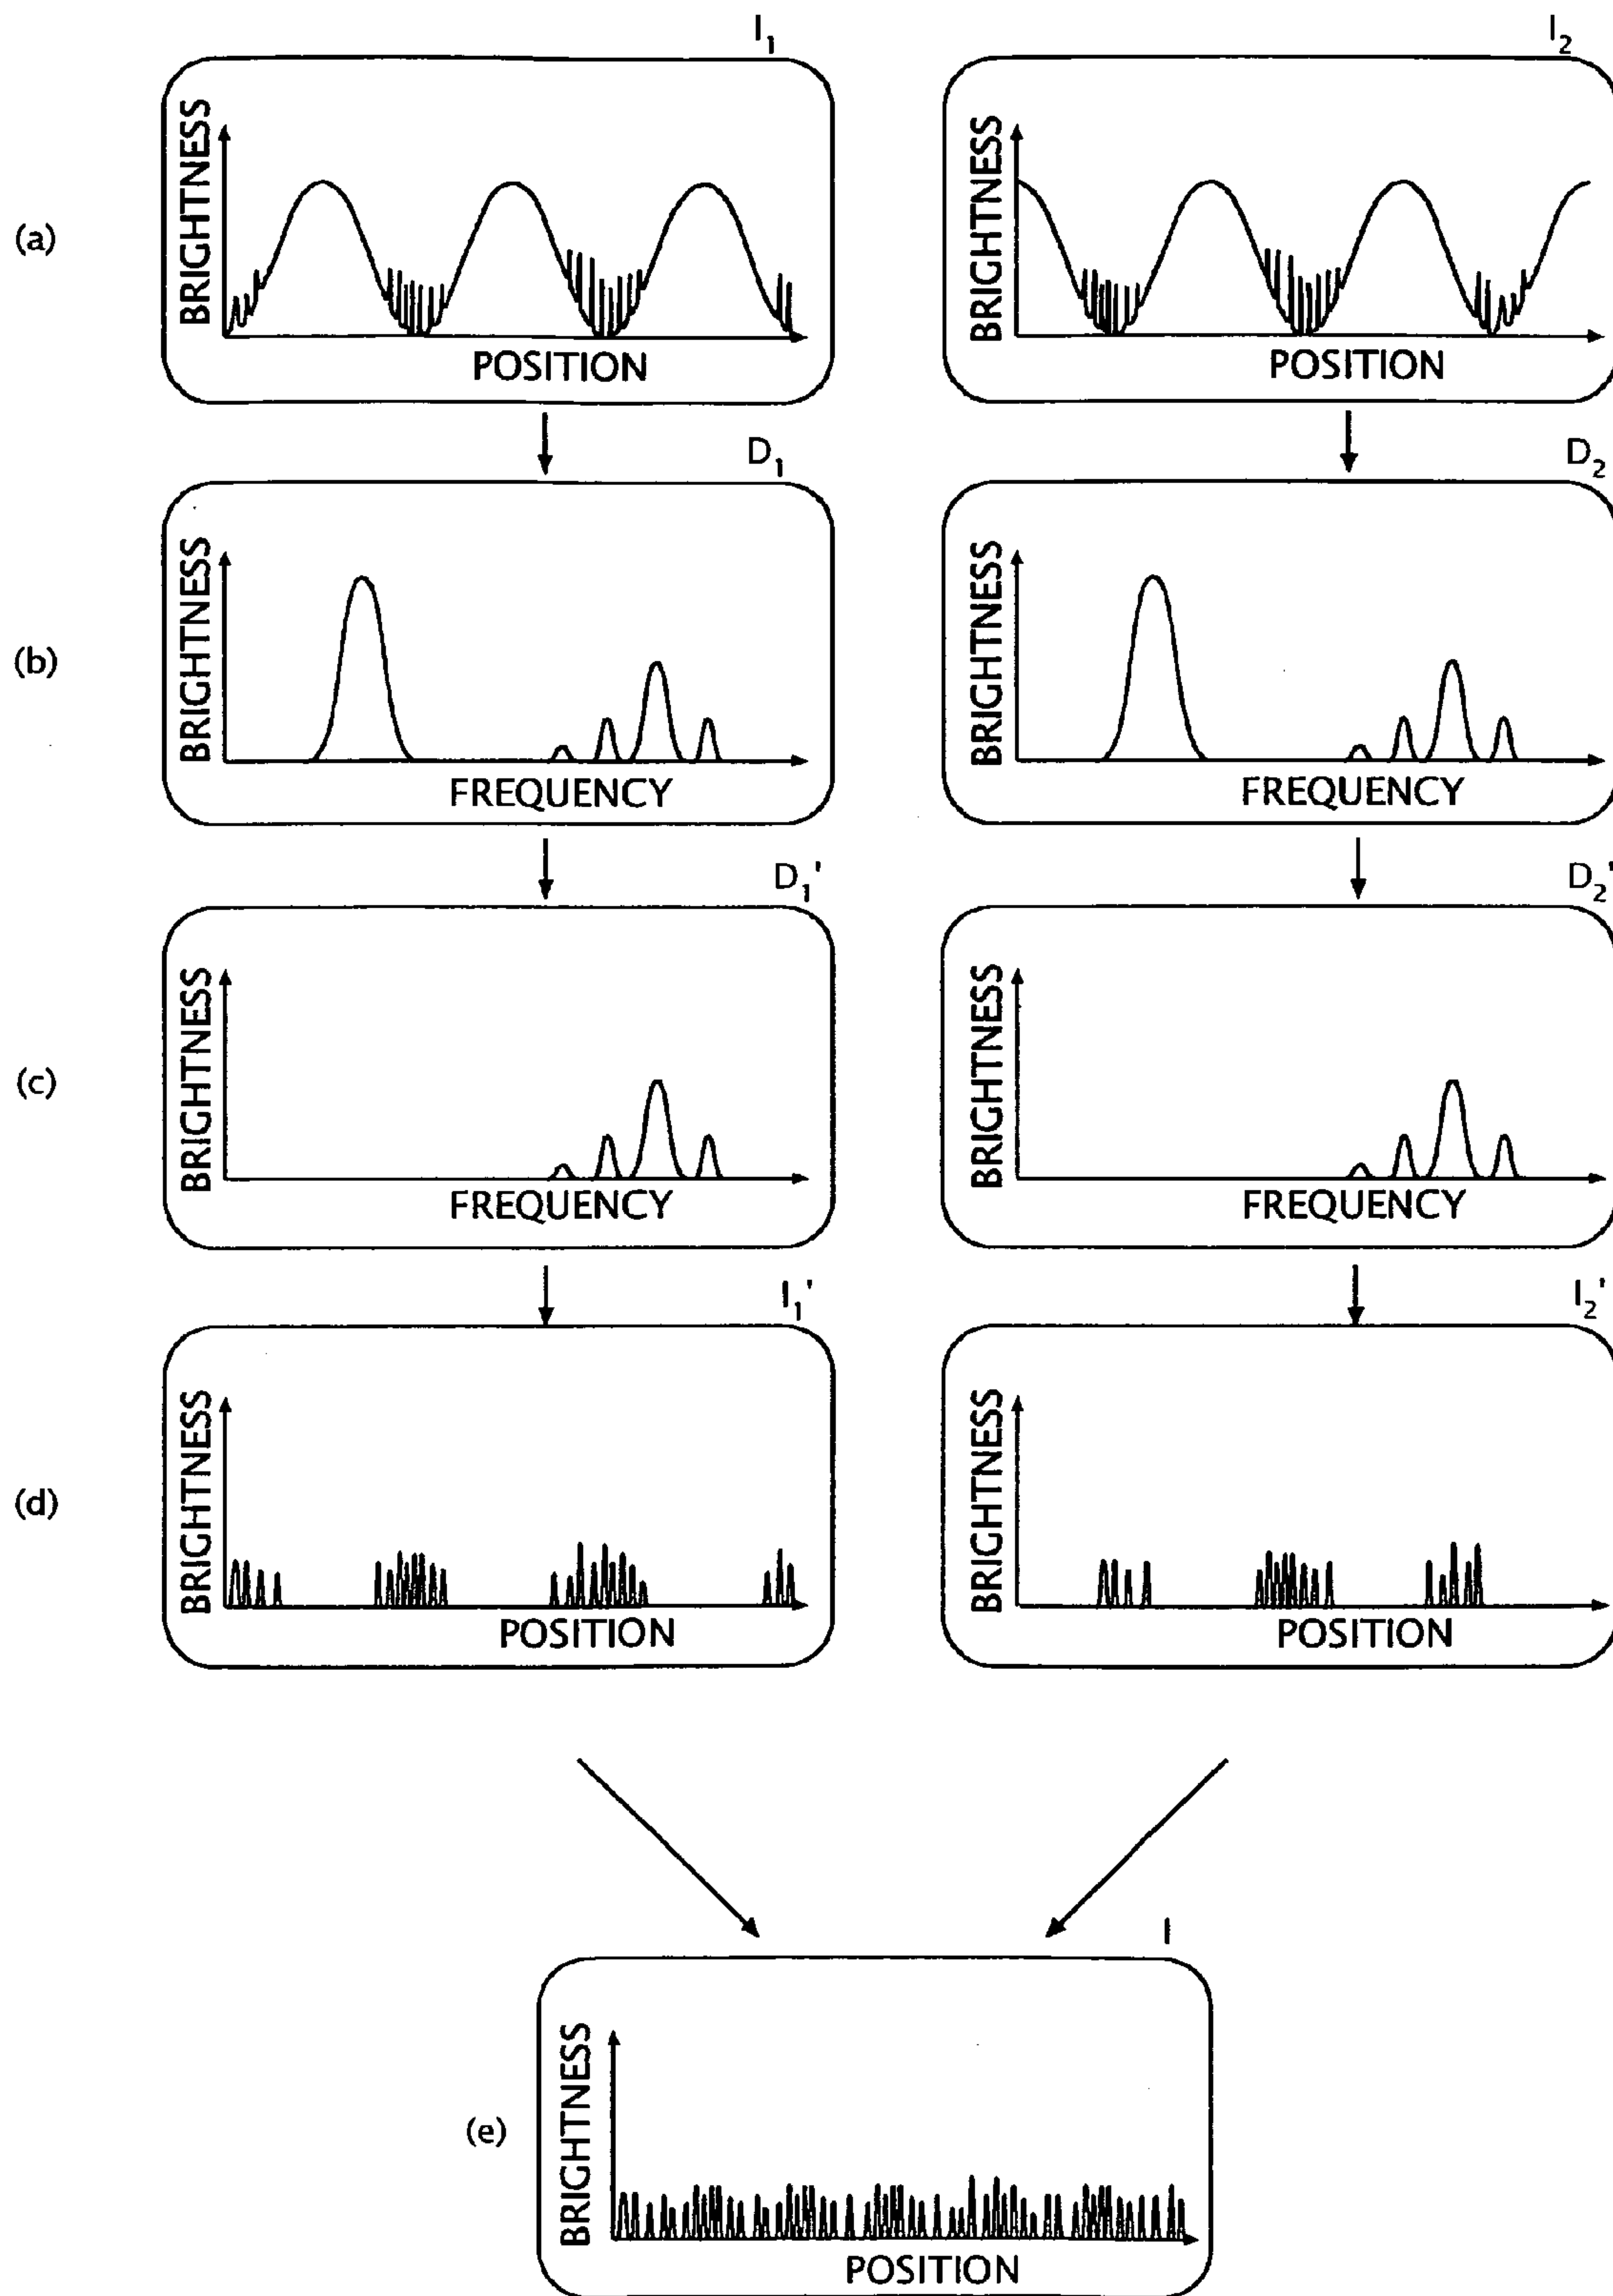 I1
I2
(a)
BRIGHTNESS
POSITION
BRIGHTNESS
POSITION
D1
D2
(b)
BRIGHTNESS
FREQUENCY
BRIGHTNESS
FREQUENCY
D1'
D2'
(c)
BRIGHTNESS
FREQUENCY
BRIGHTNESS
FREQUENCY
I1'
I2'
(d)
BRIGHTNESS
POSITION
BRIGHTNESS
POSITION
I
(e)
BRIGHTNESS
POSITION